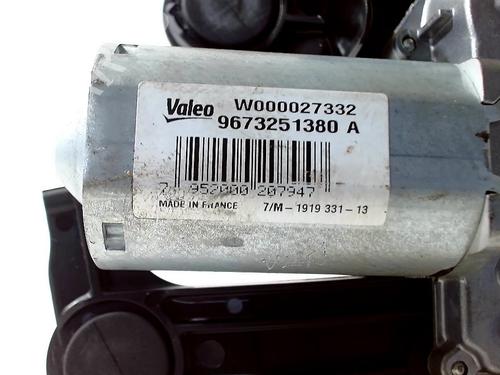 Valeo W000027332
9673251380 A
7 952000 207947
MADE IN FRANCE 7/M-1919 331-13